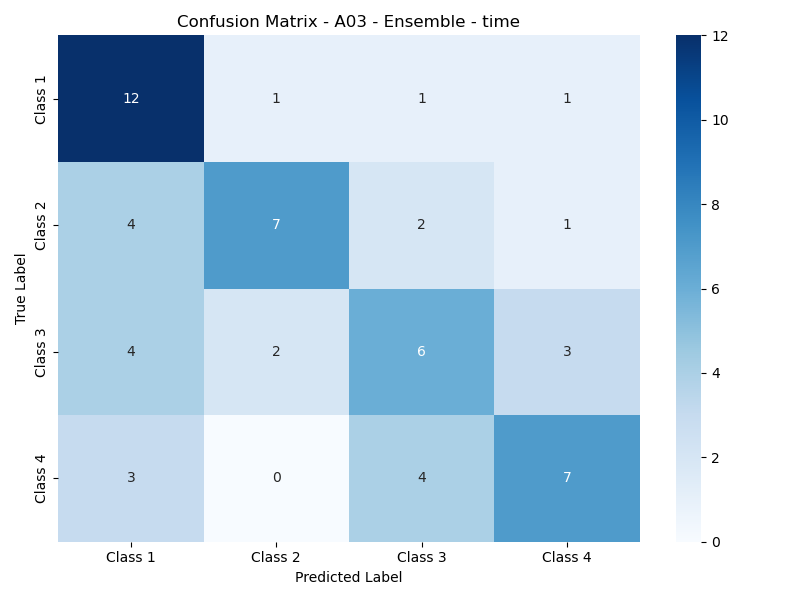 Confusion Matrix - A03 - Ensemble - time
True Label
Class 1
12 1 1 1
Class 2
4 7 2 1
Class 3
4 2 6 3
Class 4
3 0 4 7
Class 1 Class 2 Class 3 Class 4
Predicted Label
12
10
8
6
4
2
0